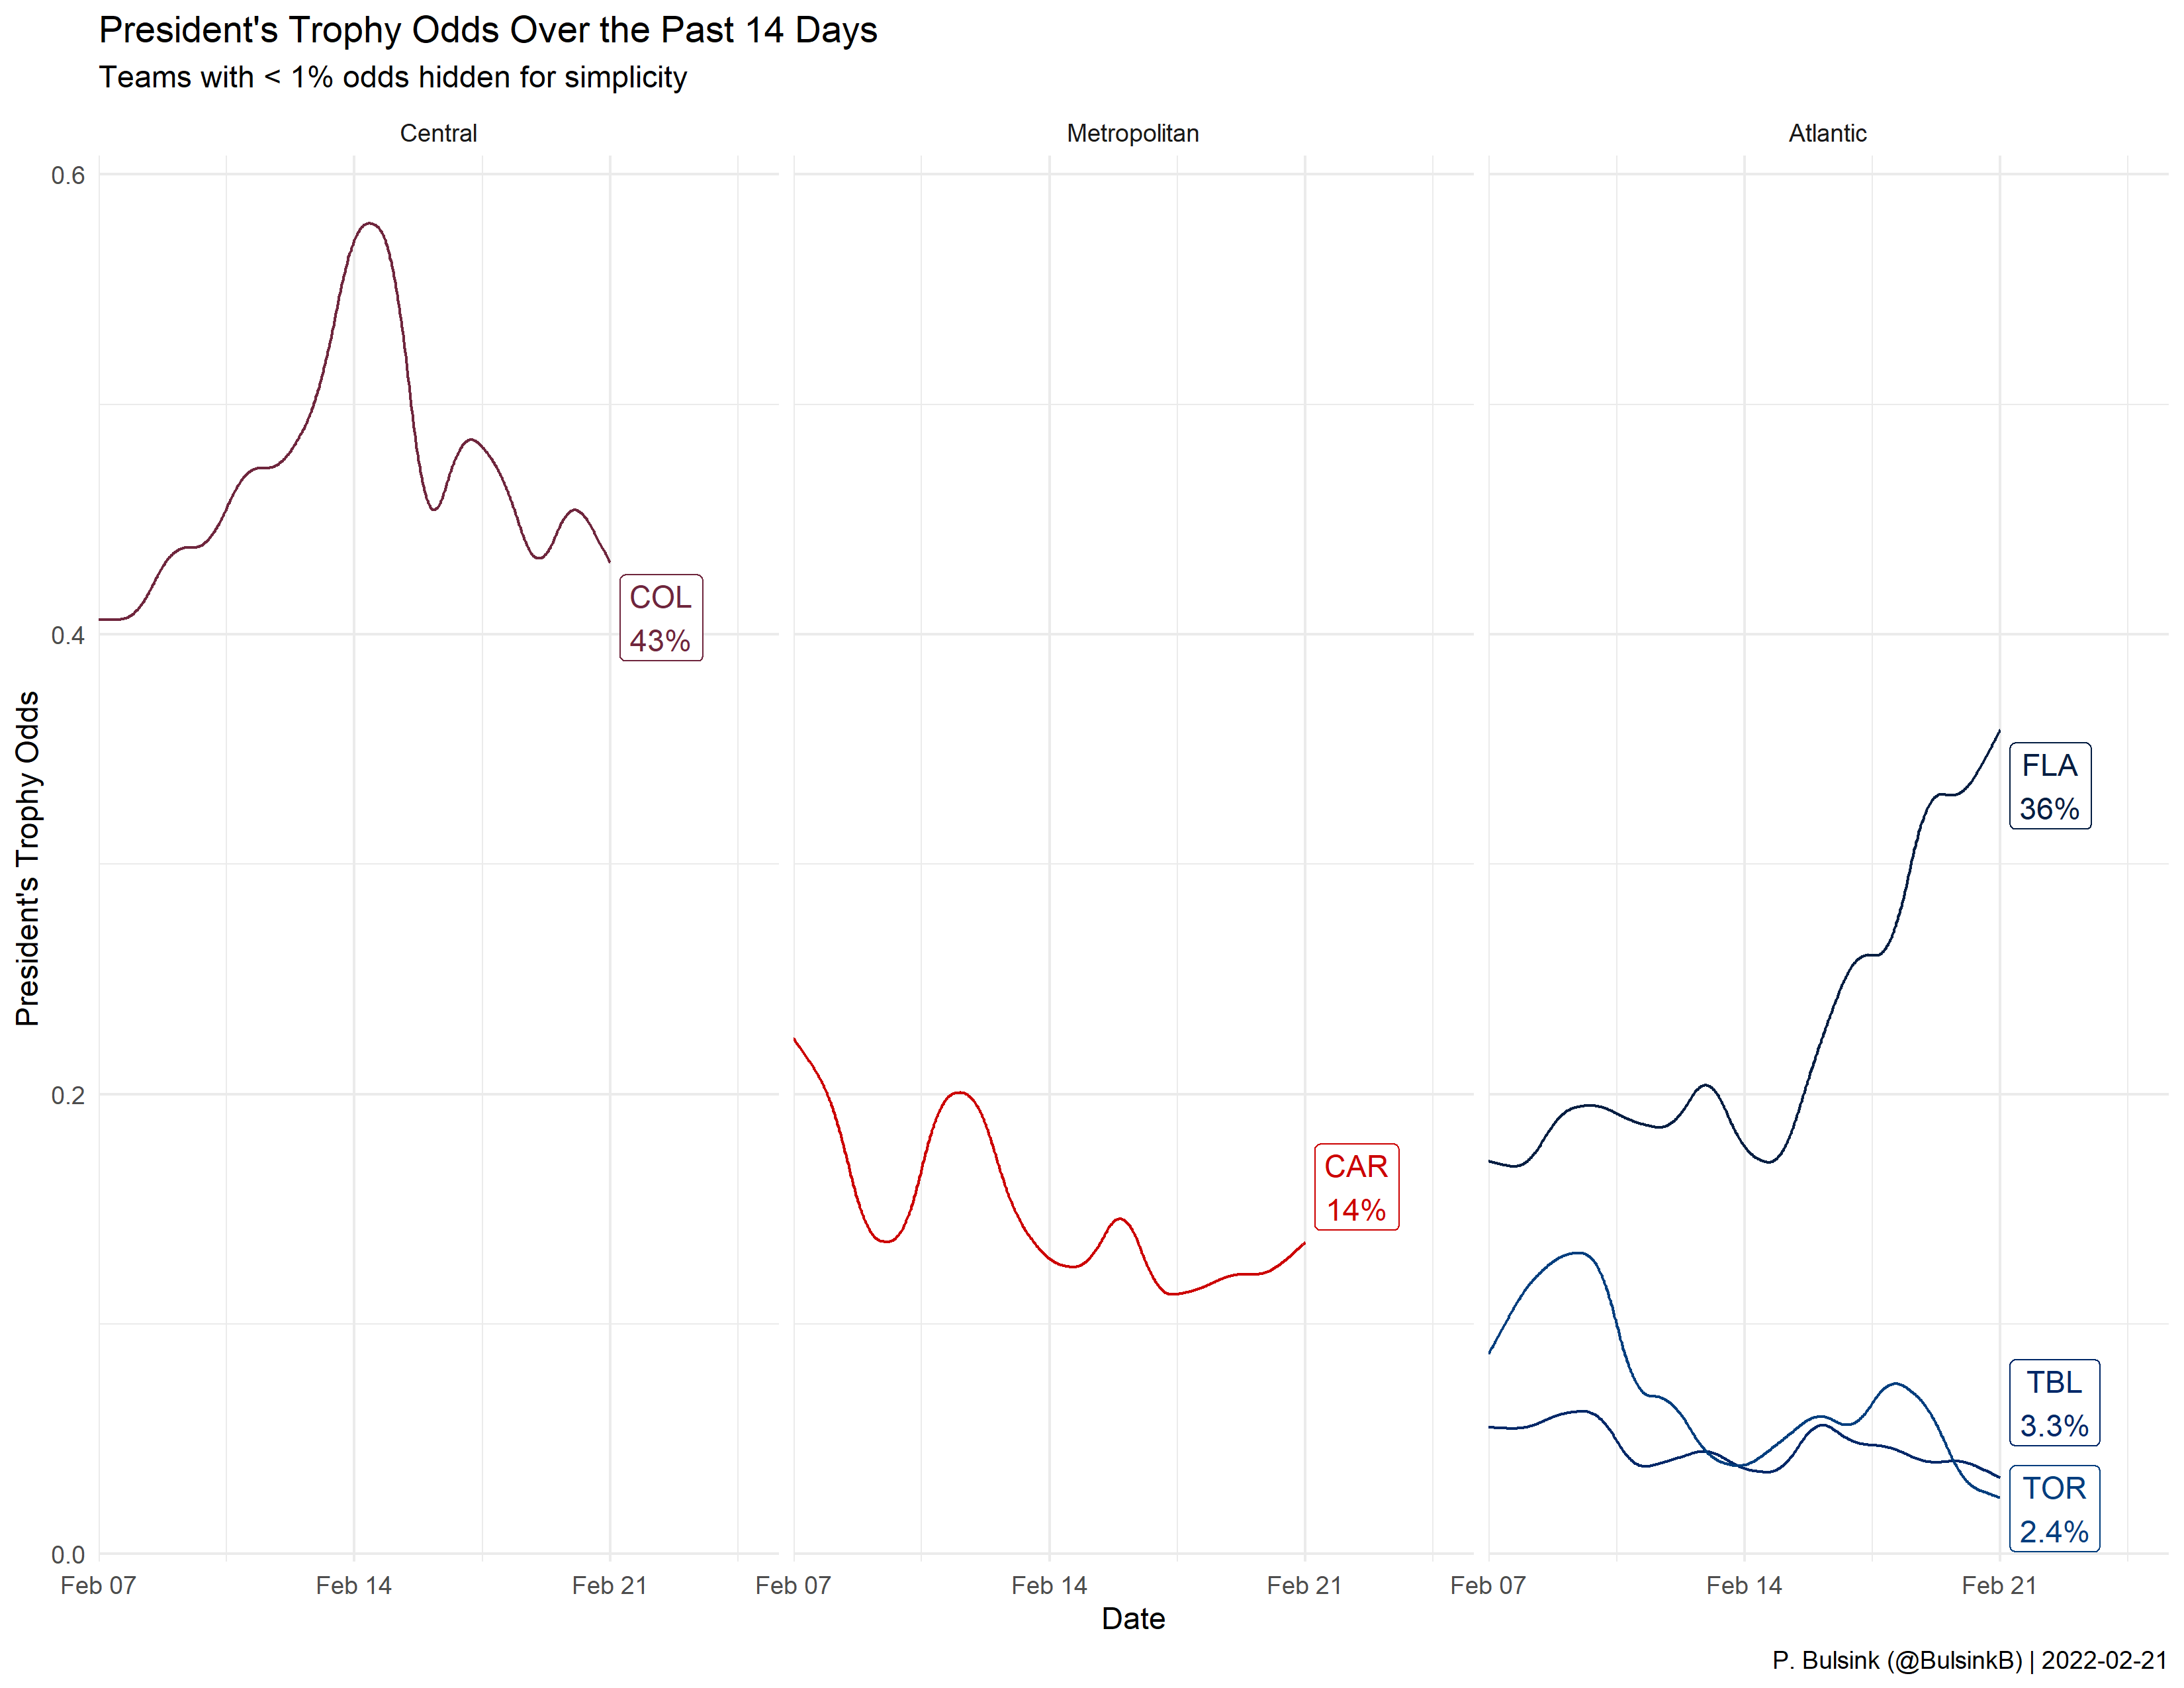 President's Trophy Odds Over the Past 14 Days
Teams with < 1% odds hidden for simplicity
Central
Metropolitan
Atlantic
President's Trophy Odds
0.6
0.4
0.2
0.0
COL
43%
CAR
14%
FLA
36%
TBL
3.3%
TOR
2.4%
Feb 07
Feb 14
Feb 21
Feb 07
Feb 14
Feb 21
Feb 07
Feb 14
Feb 21
Date
P. Bulsink (@BulsinkB) | 2022-02-21